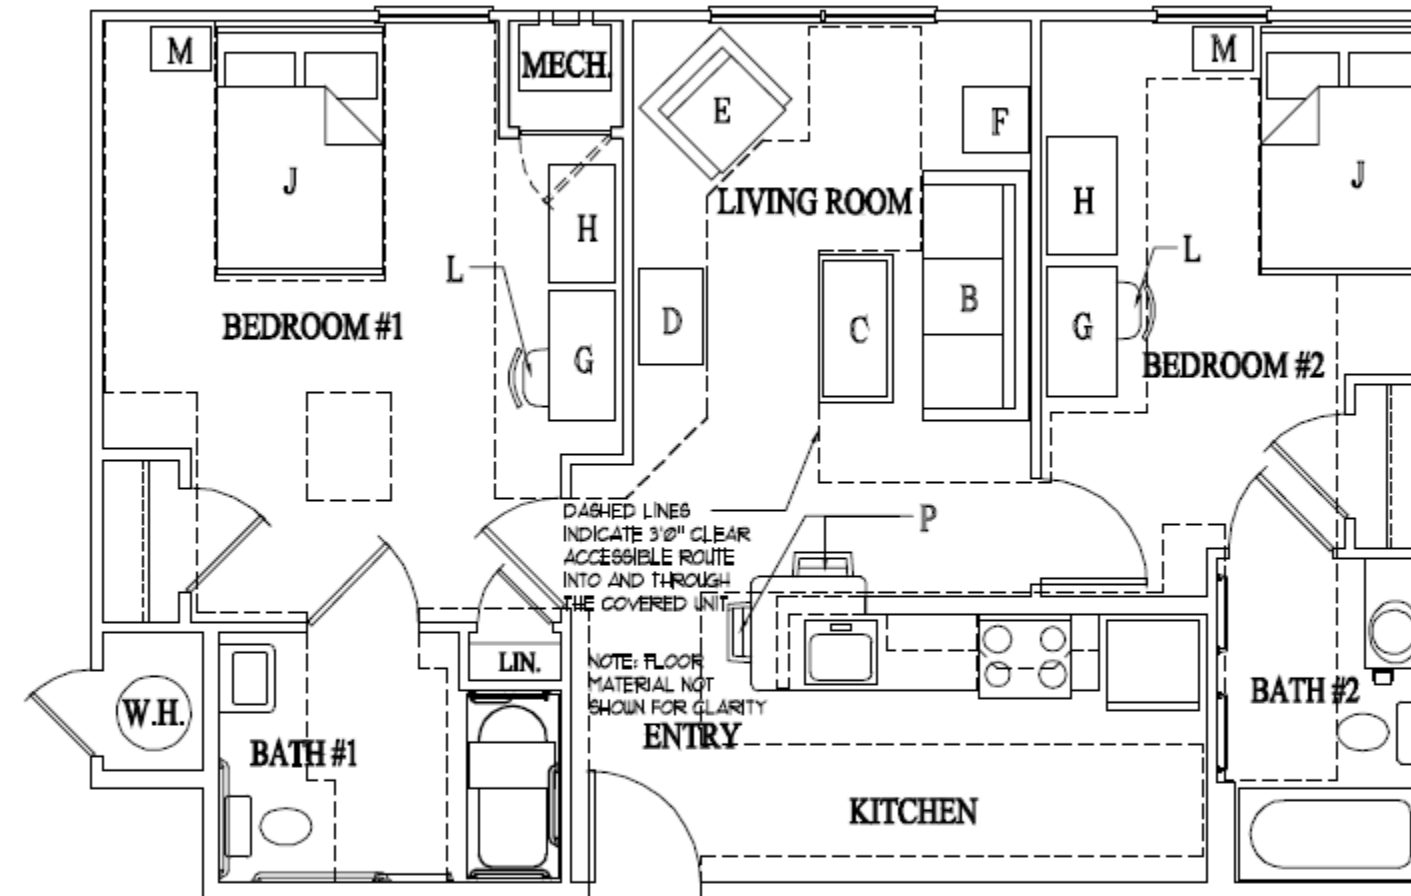 M
MECH.
M
E
F
J
J
LIVING ROOM
H
H
L
L
D
B
C
G
BEDROOM #1
G
BEDROOM #2
DASHED LINES
INDICATE 3'0" CLEAR
ACCESSIBLE ROUTE
INTO AND THROUGH
THE COVERED UNIT
P
LIN.
NOTE: FLOOR
MATERIAL NOT
SHOWN FOR CLARITY
W.H.
BATH #2
ENTRY
BATH #1
KITCHEN